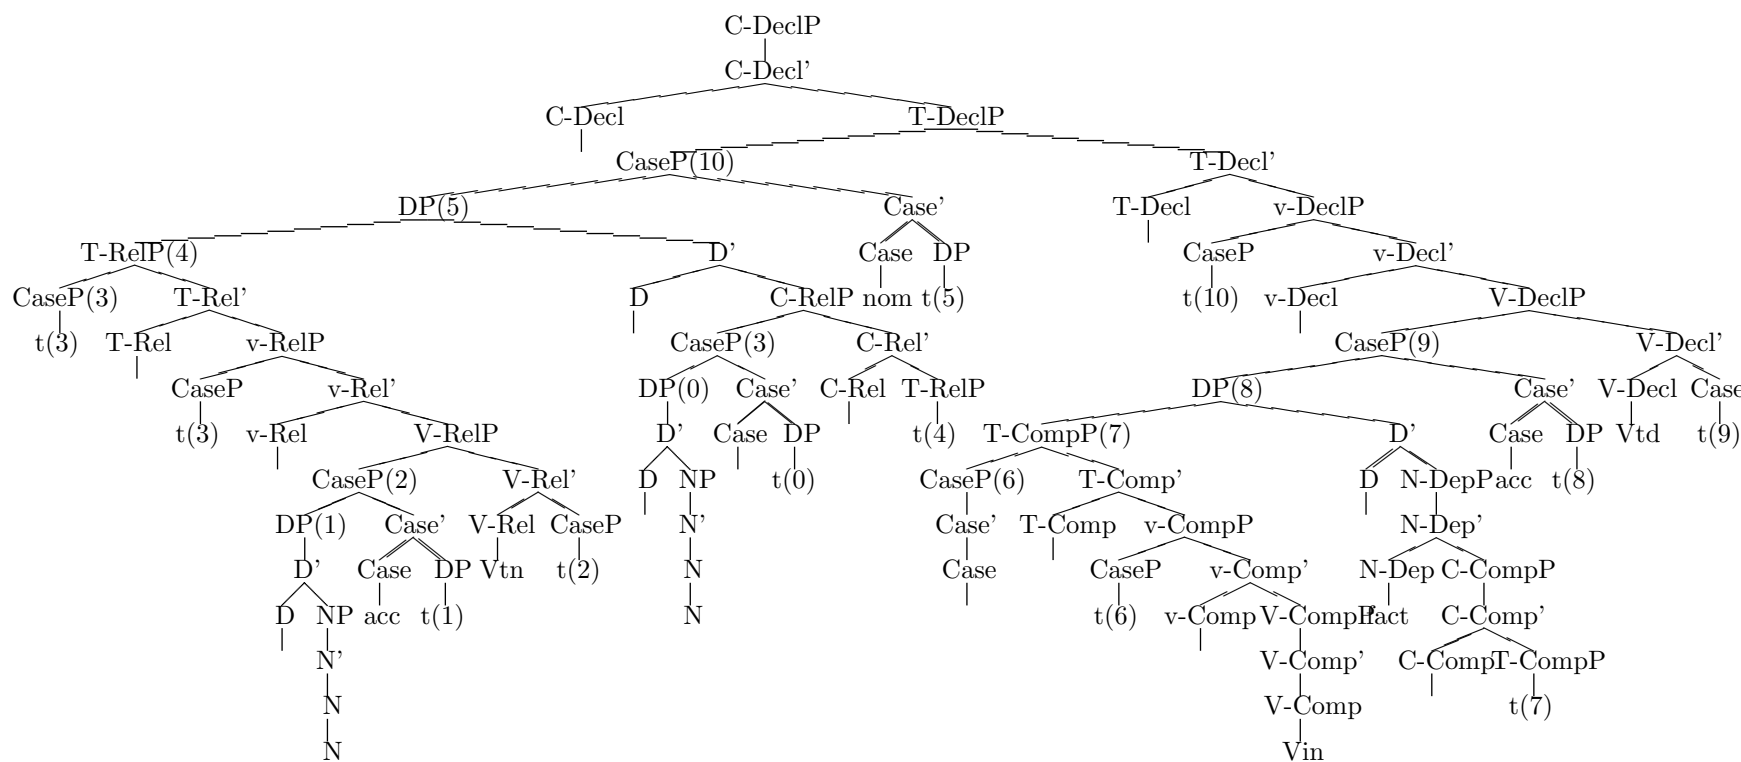 C-DeclP
C-Decl’
C-Decl T-DeclP
CaseP(10) T-Decl’
DP(5) Case’ T-Decl v-DeclP
T-RelP(4) D’ Case DP CaseP v-Decl’
CaseP(3) T-Rel’ D C-RelP nom t(5) t(10) v-Decl V-DeclP
t(3) T-Rel v-RelP CaseP(3) C-Rel’ CaseP(9) V-Decl’
CaseP v-Rel’ DP(0) Case’ C-Rel T-RelP DP(8) Case’ V-Decl Case
t(3) v-Rel V-RelP D’ Case DP t(4) T-CompP(7) D’ Case DP Vtd t(9)
CaseP(2) V-Rel’ D NP t(0) CaseP(6) T-Comp’ D N-DepP acc t(8)
DP(1) Case’ V-Rel CaseP N’ Case’ T-Comp v-CompP N-Dep’
D’ Case DP Vtn t(2) N Case CaseP v-Comp’ N-Dep C-CompP
D NP acc t(1) N t(6) v-Comp V-CompP fact C-Comp’
N’ V-Comp’ C-Comp T-CompP
N V-Comp t(7)
N Vin